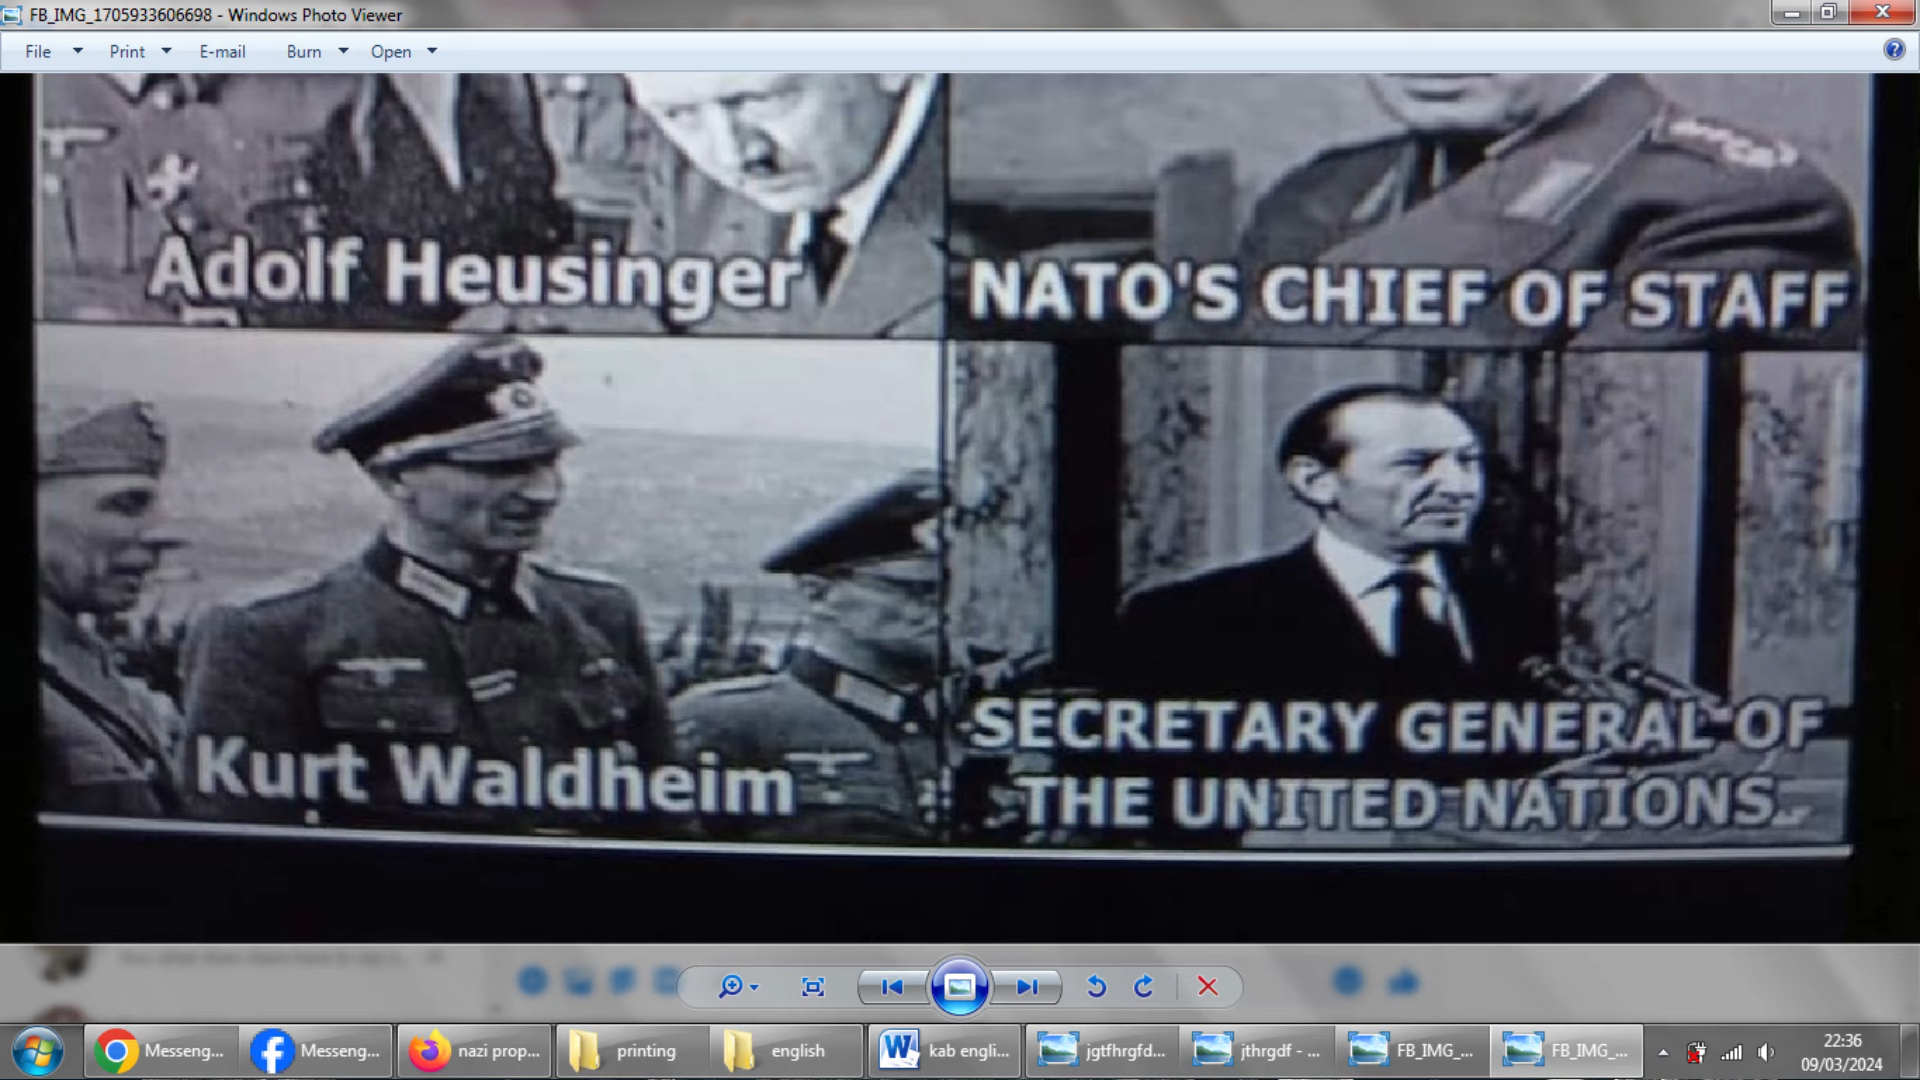 FB_IMG_1705933606698 - Windows Photo Viewer
File Print E-mail Burn Open
Adolf Heusinger
NATO'S CHIEF OF STAFF
Kurt Waldheim
SECRETARY GENERAL OF
THE UNITED NATIONS
Messeng...
Messeng...
nazi prop...
printing
english
kab engli...
jgtfhrgfd...
jthrgdf - ...
FB_IMG_...
FB_IMG_...
22:36
09/03/2024